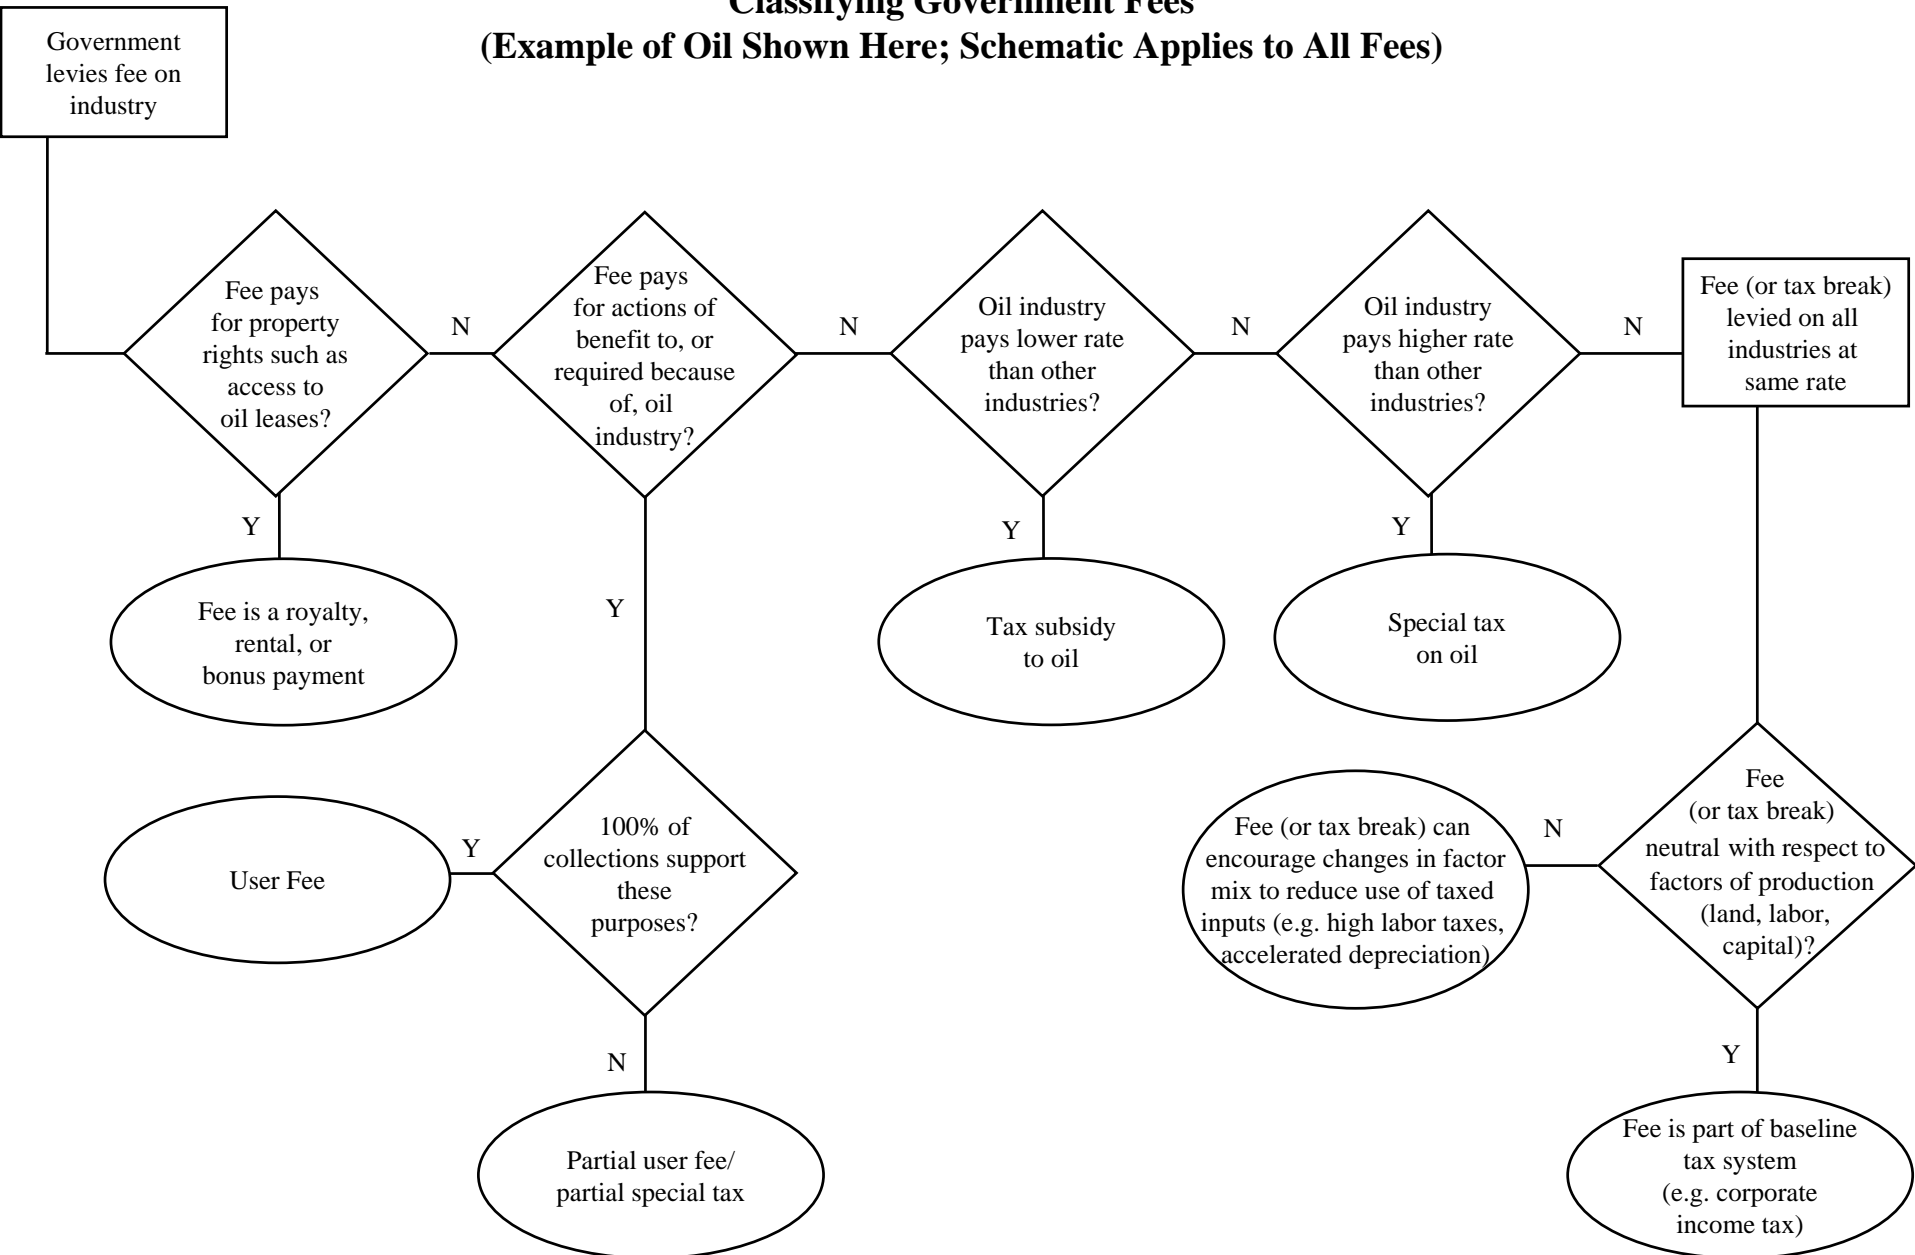 Classifying Government Fees
(Example of Oil Shown Here; Schematic Applies to All Fees)
Government
levies fee on
industry
Fee pays
for property
rights such as
access to
oil leases?
N
Fee pays
for actions of
benefit to, or
required because
of, oil
industry?
N
Oil industry
pays lower rate
than other
industries?
N
Oil industry
pays higher rate
than other
industries?
N
Fee (or tax break)
levied on all
industries at
same rate
Y
Y
Y
Y
Fee is a royalty,
rental, or
bonus payment
Tax subsidy
to oil
Special tax
on oil
User Fee
Y
100% of
collections support
these
purposes?
Fee (or tax break) can
encourage changes in factor
mix to reduce use of taxed
inputs (e.g. high labor taxes,
accelerated depreciation)
N
Fee
(or tax break)
neutral with respect to
factors of production
(land, labor,
capital)?
N
Y
Partial user fee/
partial special tax
Fee is part of baseline
tax system
(e.g. corporate
income tax)